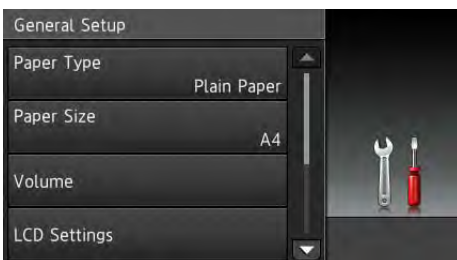 General Setup
Paper Type
Plain Paper
Paper Size
A4
Volume
LCD Settings